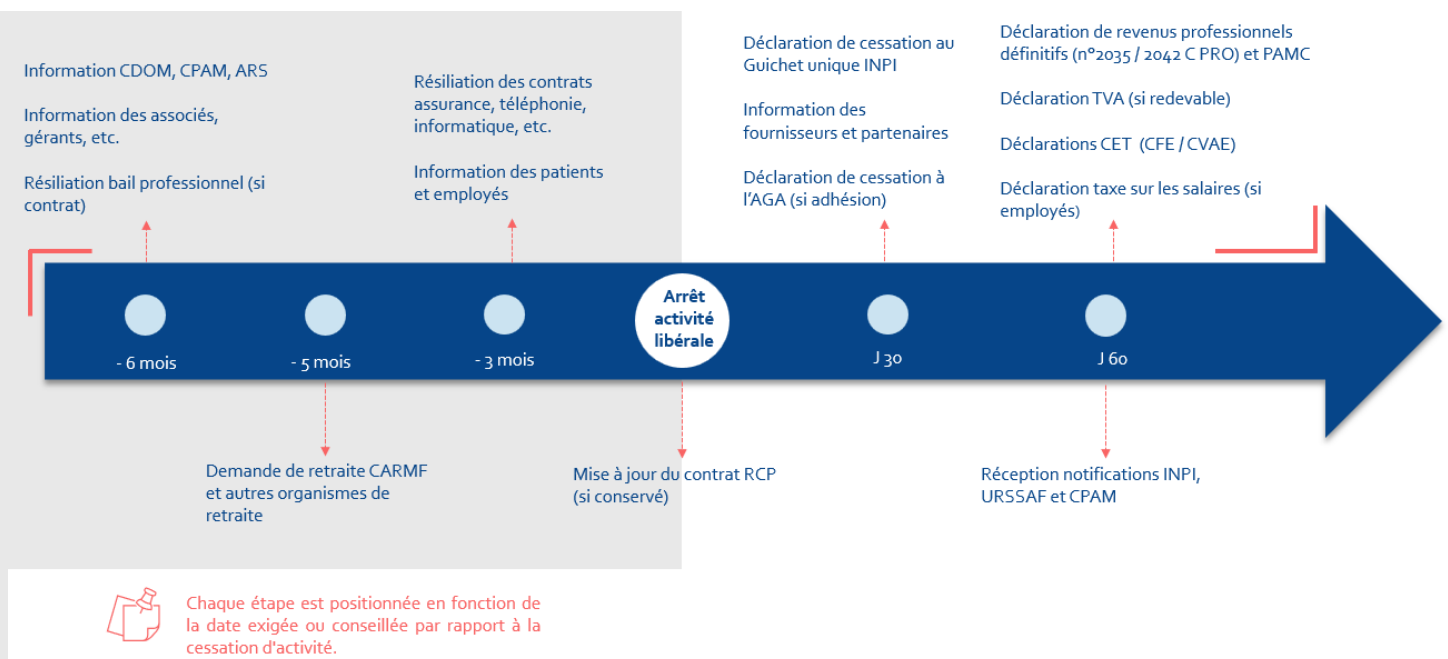 Information CDOM, CPAM, ARS
Information des associés,
gérants, etc.
Résiliation bail professionnel (si
contrat)
Résiliation des contrats
assurance, téléphonie,
informatique, etc.
Information des patients
et employés
Déclaration de cessation au
Guichet unique INPI
Information des
fournisseurs et partenaires
Déclaration de cessation à
l’AGA (si adhésion)
Déclaration de revenus professionnels
définitifs (n°2035 / 2042 C PRO) et PAMC
Déclaration TVA (si redevable)
Déclarations CET (CFE / CVAE)
Déclaration taxe sur les salaires (si
employés)
- 6 mois
- 5 mois
- 3 mois
Arrêt
activité
libérale
J 30
J 60
Demande de retraite CARMF
et autres organismes de
retraite
Mise à jour du contrat RCP
(si conservé)
Réception notifications INPI,
URSSAF et CPAM
Chaque étape est positionnée en fonction de
la date exigée ou conseillée par rapport à la
cessation d'activité.